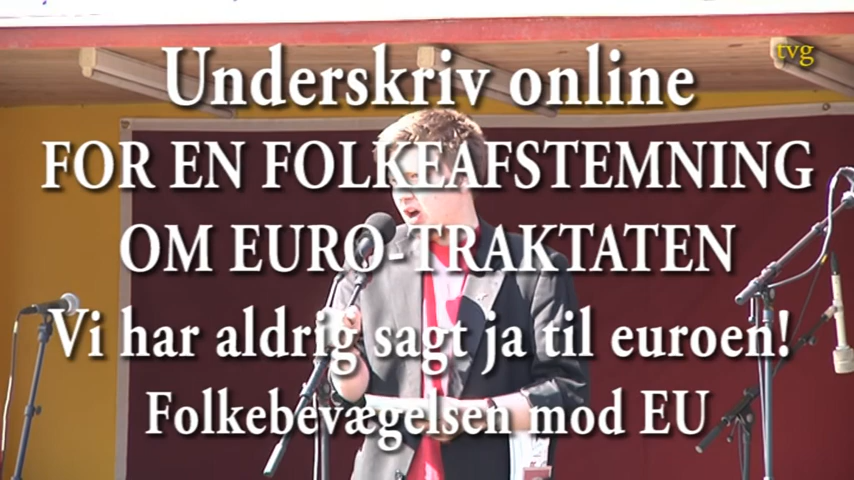 tvg
Underskriv online
FOR EN FOLKEAFSTEMNING
OM EURO-TRAKTATEN
Vi har aldrig sagt ja til euroen!
Folkebevægelsen mod EU